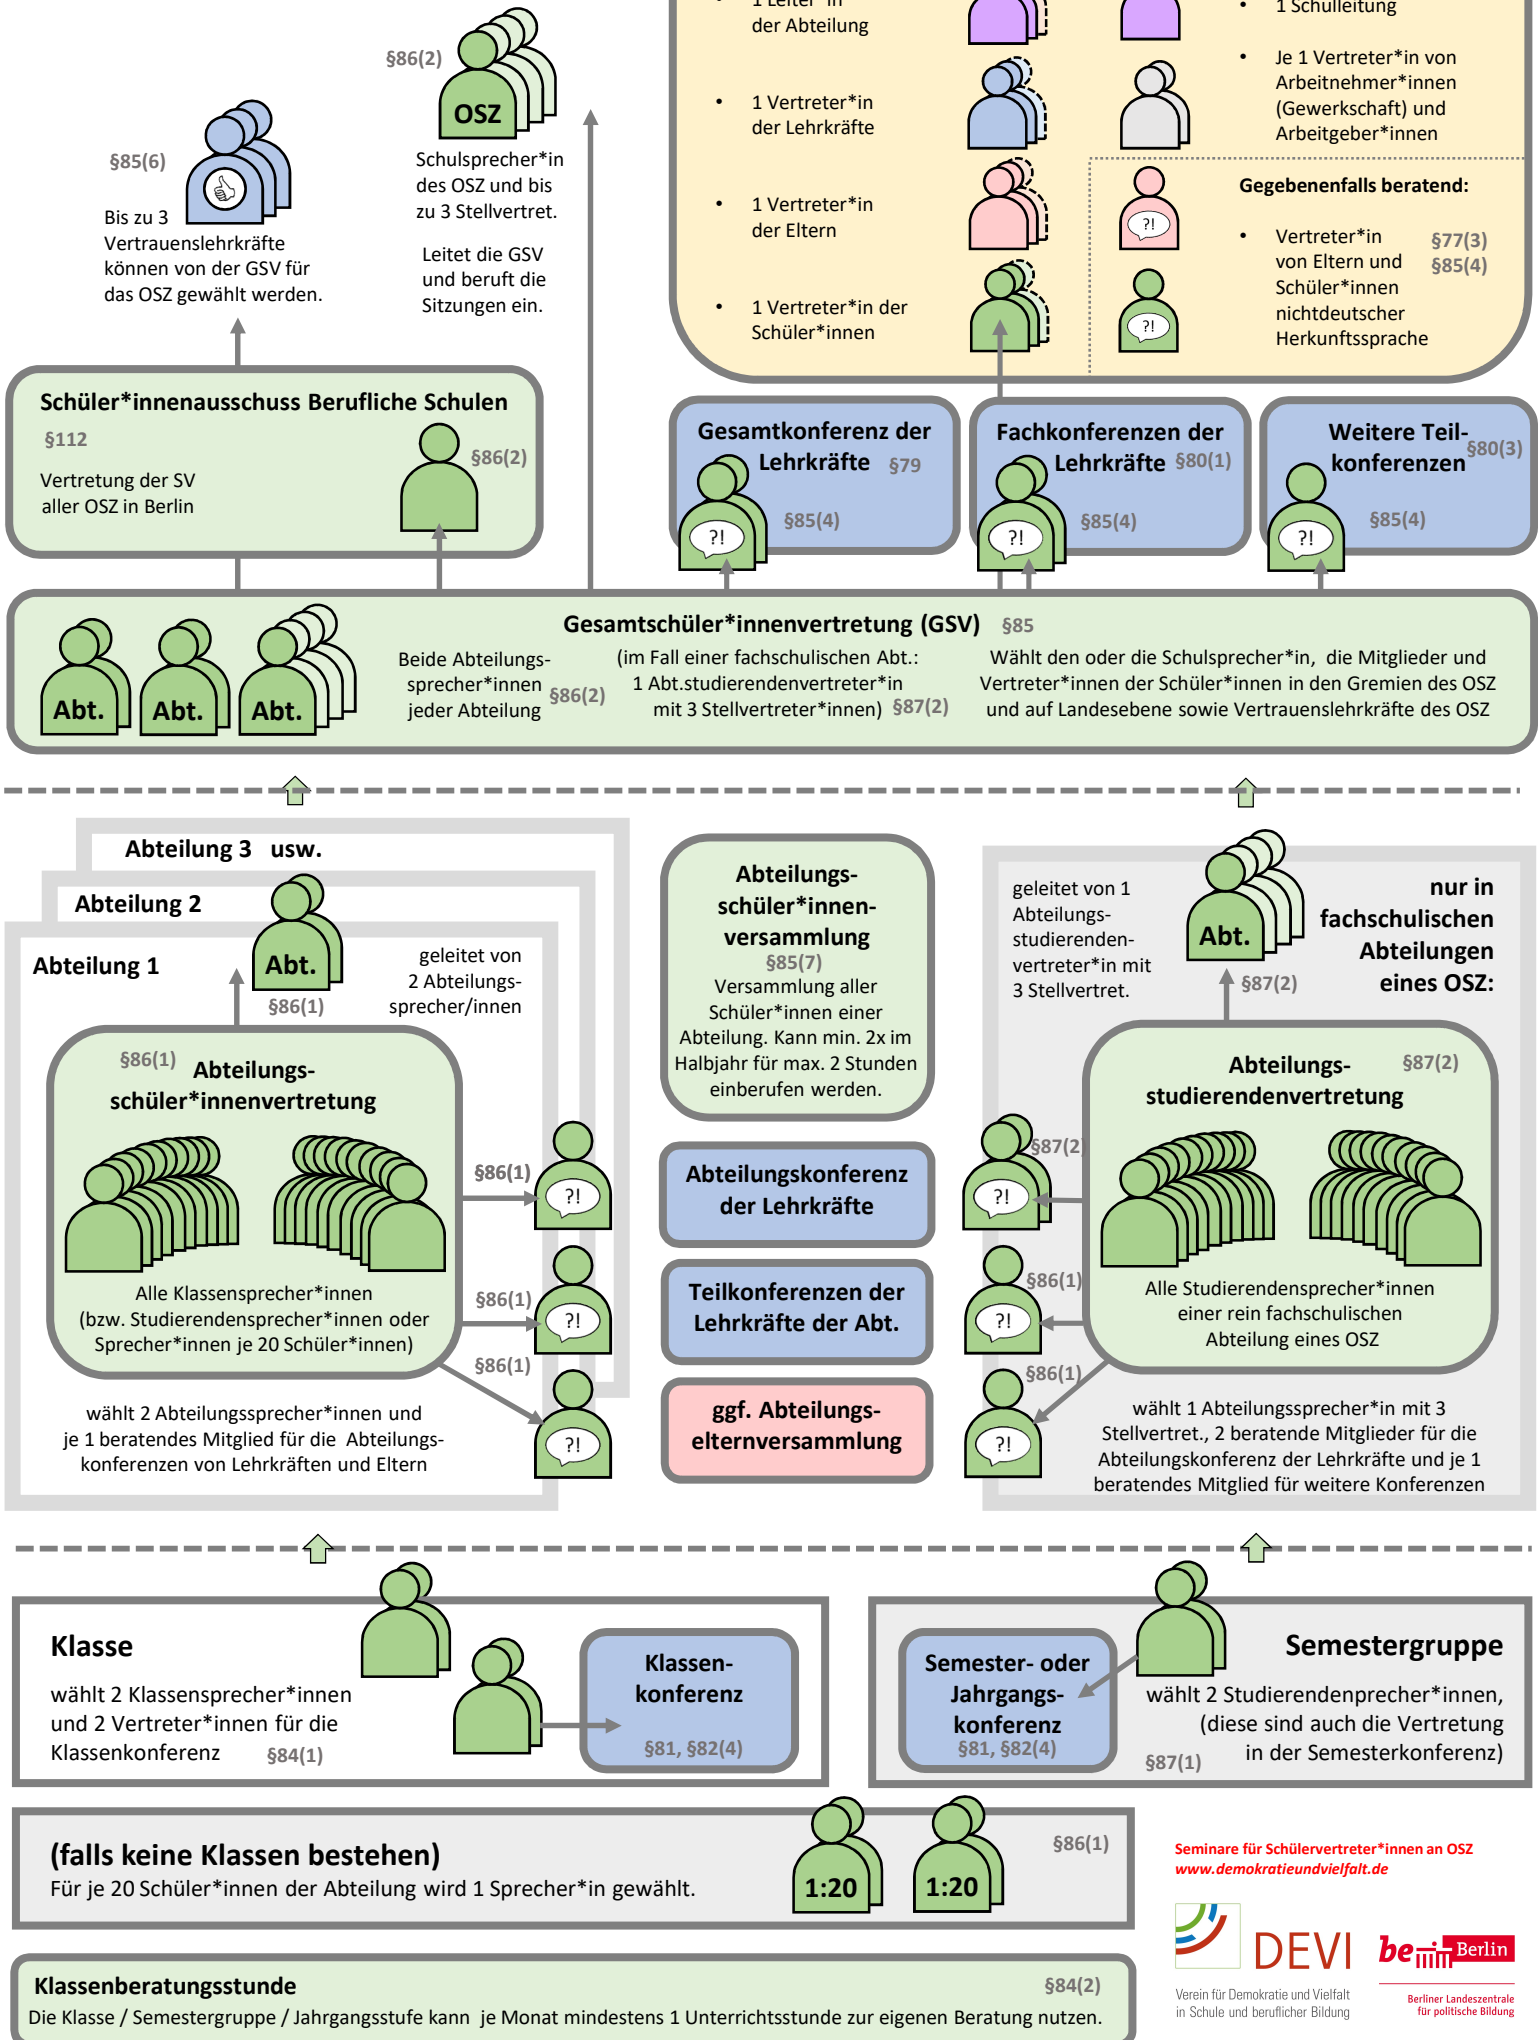 • 1 Leiter*in
der Abteilung
• 1 Schulleitung
• 1 Vertreter*in
der Lehrkräfte
• Je 1 Vertreter*in von
Arbeitnehmer*innen
(Gewerkschaft) und
Arbeitgeber*innen
• 1 Vertreter*in
der Eltern
Gegebenenfalls beratend:
?!
• Vertreter*in
von Eltern und
Schüler*innen
nichtdeutscher
Herkunftssprache
§77(3)
§85(4)
• 1 Vertreter*in der
Schüler*innen
?!
§86(2)
OSZ
Schulsprecher*in
des OSZ und bis
zu 3 Stellvertret.
Leitet die GSV
und beruft die
Sitzungen ein.
§85(6)
Bis zu 3
Vertrauenslehrkräfte
können von der GSV für
das OSZ gewählt werden.
Schüler*innenausschuss Berufliche Schulen
§112
§86(2)
Vertretung der SV
aller OSZ in Berlin
Gesamtkonferenz der
Lehrkräfte §79
?!
§85(4)
Fachkonferenzen der
Lehrkräfte §80(1)
?!
§85(4)
Weitere Teil-
konferenzen §80(3)
?!
§85(4)
Gesamtschüler*innenvertretung (GSV) §85
Abt.
Abt.
Abt.
Beide Abteilungs-
sprecher*innen
jeder Abteilung
§86(2)
(im Fall einer fachschulischen Abt.:
1 Abt.studierendenvertreter*in
mit 3 Stellvertreter*innen) §87(2)
Wählt den oder die Schulsprecher*in, die Mitglieder und
Vertreter*innen der Schüler*innen in den Gremien des OSZ
und auf Landesebene sowie Vertrauenslehrkräfte des OSZ
Abteilung 3 usw.
Abteilung 2
Abteilung 1
Abt.
§86(1)
geleitet von
2 Abteilungs-
sprecher/innen
§86(1)
Abteilungs-
schüler*innenvertretung
Alle Klassensprecher*innen
(bzw. Studierendensprecher*innen oder
Sprecher*innen je 20 Schüler*innen)
§86(1)
?!
§86(1)
?!
§86(1)
?!
wählt 2 Abteilungssprecher*innen und
je 1 beratendes Mitglied für die Abteilungs-
konferenzen von Lehrkräften und Eltern
Abteilungs-
schüler*innen-
versammlung
§85(7)
Versammlung aller
Schüler*innen einer
Abteilung. Kann min. 2x im
Halbjahr für max. 2 Stunden
einberufen werden.
Abteilungskonferenz
der Lehrkräfte
Teilkonferenzen der
Lehrkräfte der Abt.
ggf. Abteilungs-
elternversammlung
geleitet von 1
Abteilungs-
studierenden-
vertreter*in mit
3 Stellvertret.
Abt.
§87(2)
nur in
fachschulischen
Abteilungen
eines OSZ:
Abteilungs-
studierendenvertretung
§87(2)
Alle Studierendensprecher*innen
einer rein fachschulischen
Abteilung eines OSZ
§87(2)
?!
§86(1)
?!
§86(1)
?!
wählt 1 Abteilungssprecher*in mit 3
Stellvertret., 2 beratende Mitglieder für die
Abteilungskonferenz der Lehrkräfte und je 1
beratendes Mitglied für weitere Konferenzen
Klasse
wählt 2 Klassensprecher*innen
und 2 Vertreter*innen für die
Klassenkonferenz §84(1)
Klassen-
konferenz
§81, §82(4)
Semester- oder
Jahrgangs-
konferenz
§81, §82(4)
Semestergruppe
wählt 2 Studierendenprecher*innen,
(diese sind auch die Vertretung
in der Semesterkonferenz)
§87(1)
(falls keine Klassen bestehen)
Für je 20 Schüler*innen der Abteilung wird 1 Sprecher*in gewählt.
1:20
1:20
§86(1)
Klassenberatungsstunde
§84(2)
Die Klasse / Semestergruppe / Jahrgangsstufe kann je Monat mindestens 1 Unterrichtsstunde zur eigenen Beratung nutzen.
Seminare für Schülervertreter*innen an OSZ
www.demokratieundvielfalt.de
DEVI
Verein für Demokratie und Vielfalt
in Schule und beruflicher Bildung
be Berlin
Berliner Landeszentrale
für politische Bildung